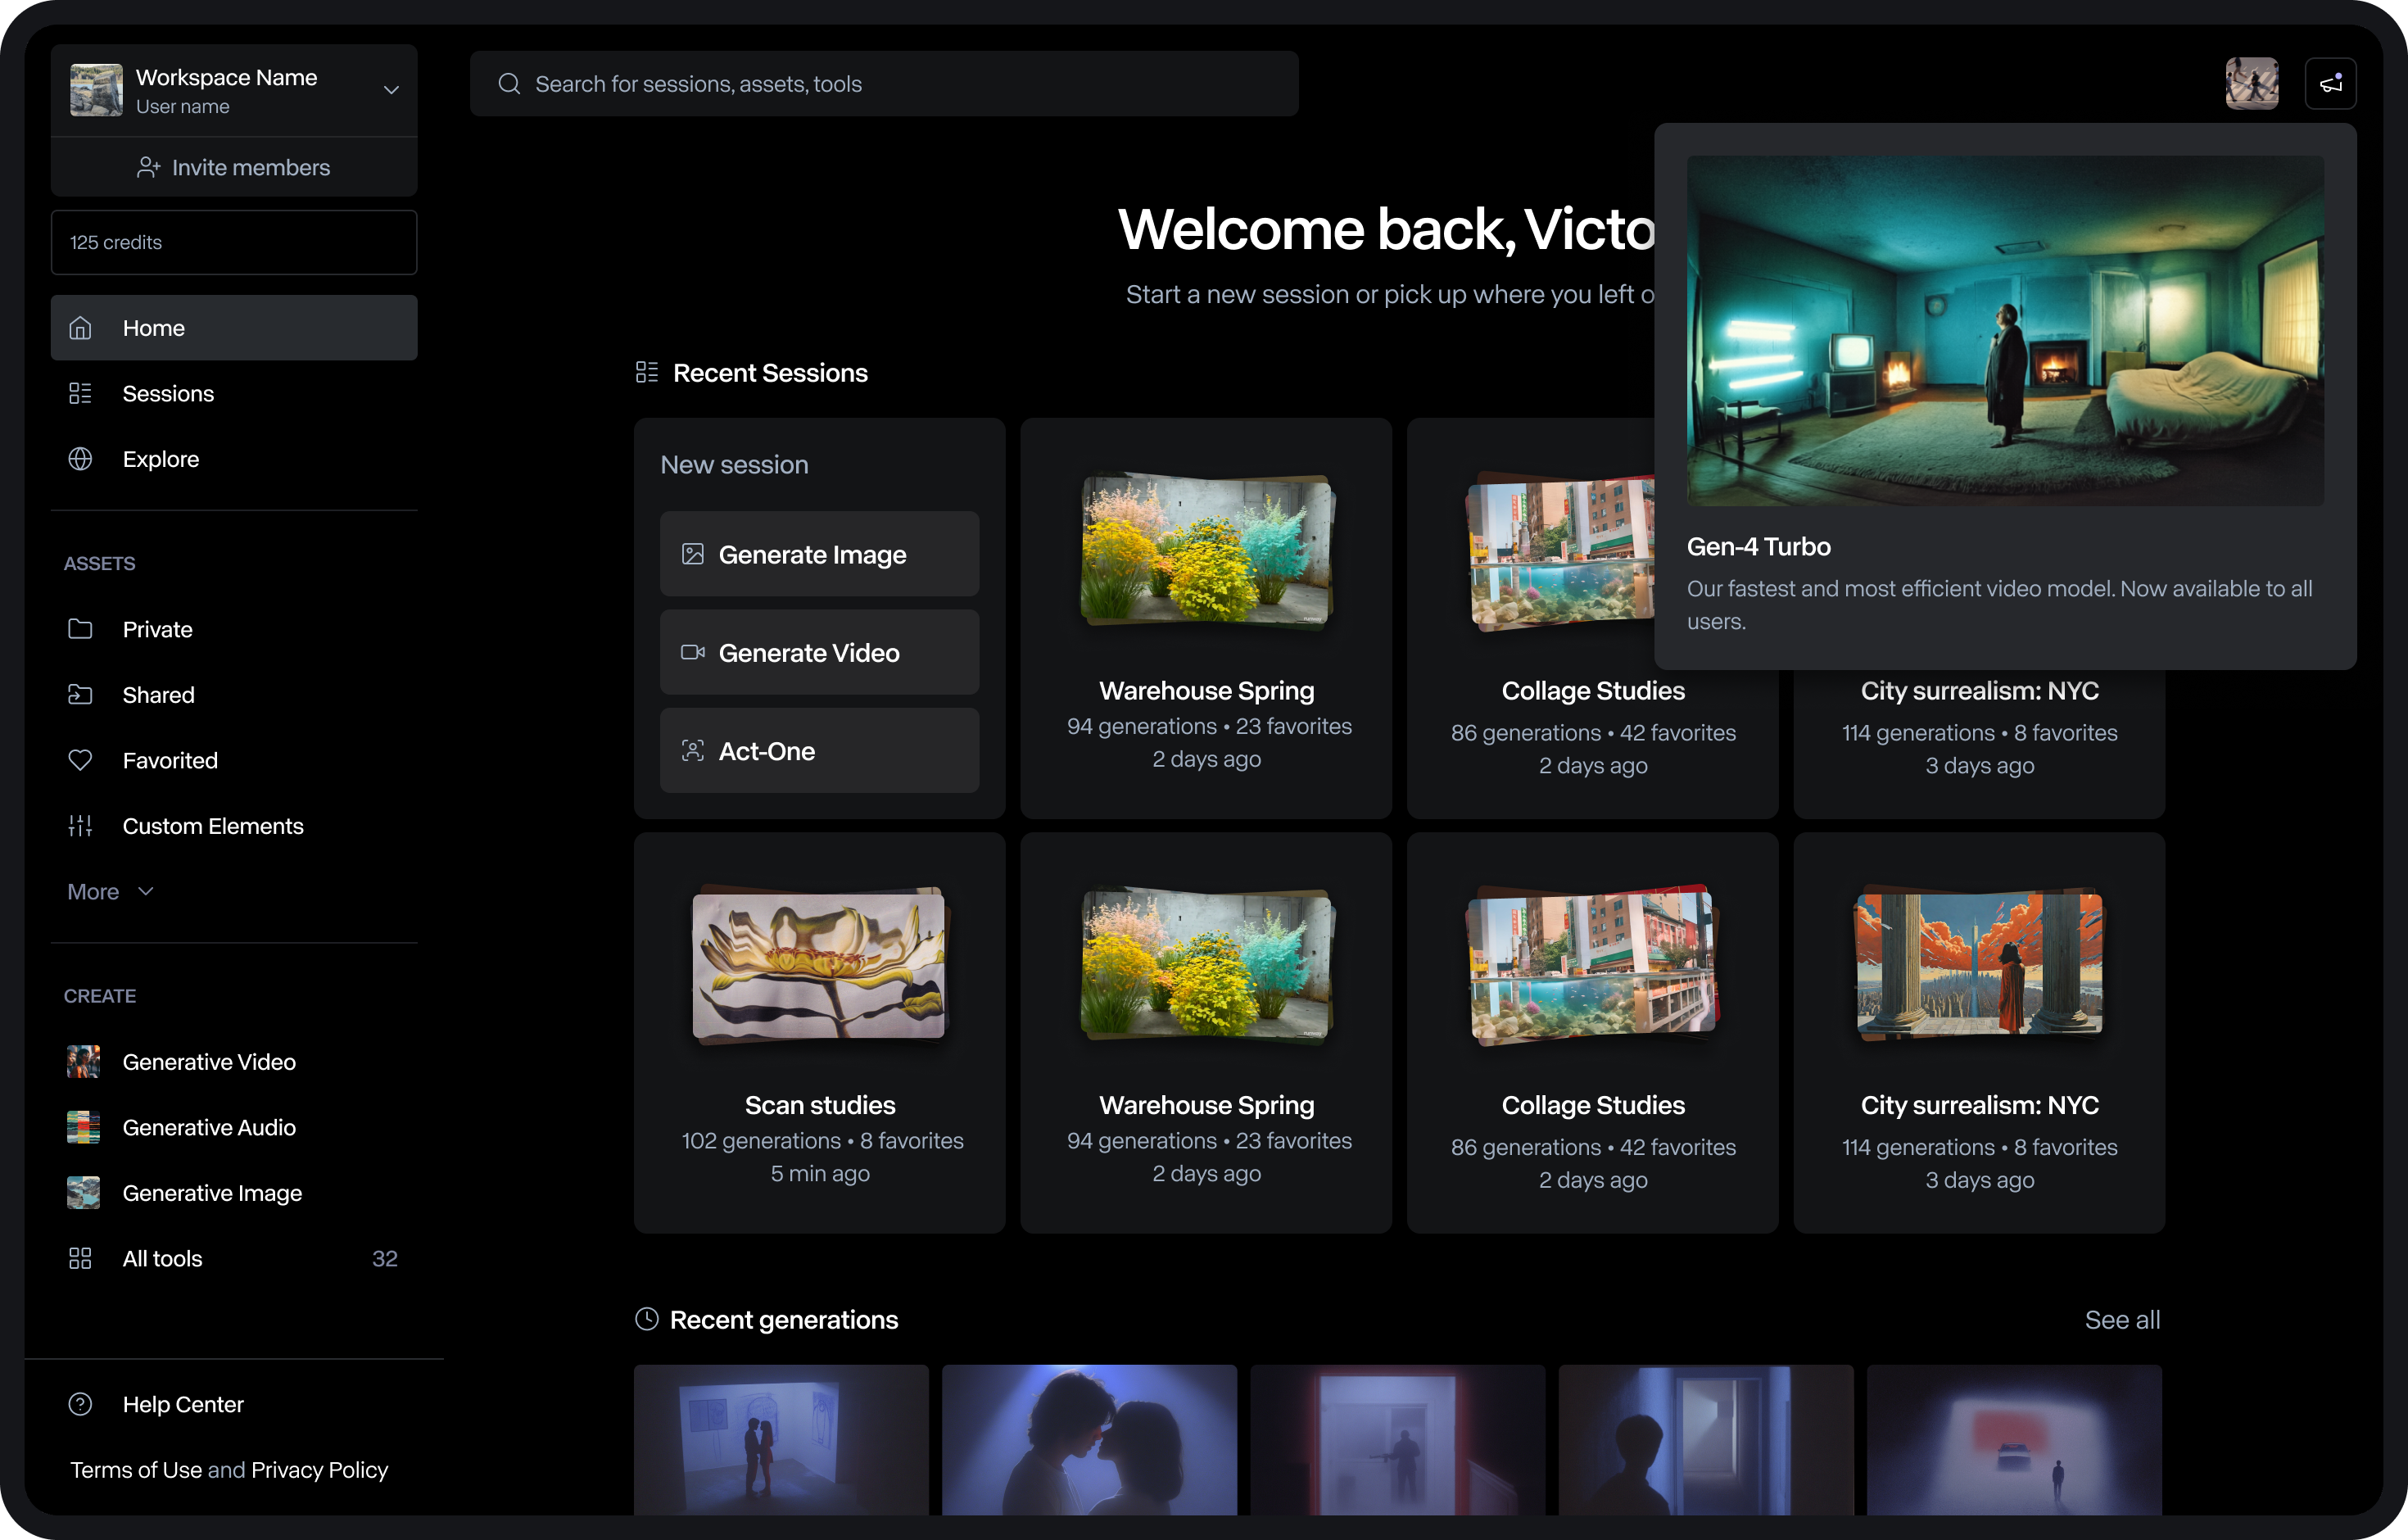 Workspace Name
User name
Invite members
125 credits
Home
Sessions
Explore
ASSETS
Private
Shared
Favorited
Custom Elements
More
CREATE
Generative Video
Generative Audio
Generative Image
All tools 32
Help Center
Terms of Use and Privacy Policy
Search for sessions, assets, tools
Welcome back, Victo
Start a new session or pick up where you left o
Gen-4 Turbo
Our fastest and most efficient video model. Now available to all
users.
Recent Sessions
New session
Generate Image
Generate Video
Act-One
Warehouse Spring
94 generations • 23 favorites
2 days ago
Collage Studies
86 generations • 42 favorites
2 days ago
City surrealism: NYC
114 generations • 8 favorites
3 days ago
Scan studies
102 generations • 8 favorites
5 min ago
Warehouse Spring
94 generations • 23 favorites
2 days ago
Collage Studies
86 generations • 42 favorites
2 days ago
City surrealism: NYC
114 generations • 8 favorites
3 days ago
Recent generations
See all